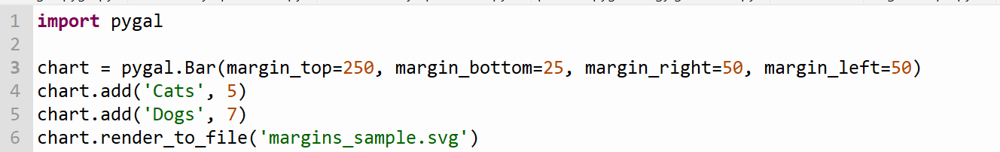 1 import pygal
2
3 chart = pygal.Bar(margin_top=250, margin_bottom=25, margin_right=50, margin_left=50)
4 chart.add('Cats', 5)
5 chart.add('Dogs', 7)
6 chart.render_to_file('margins_sample.svg')